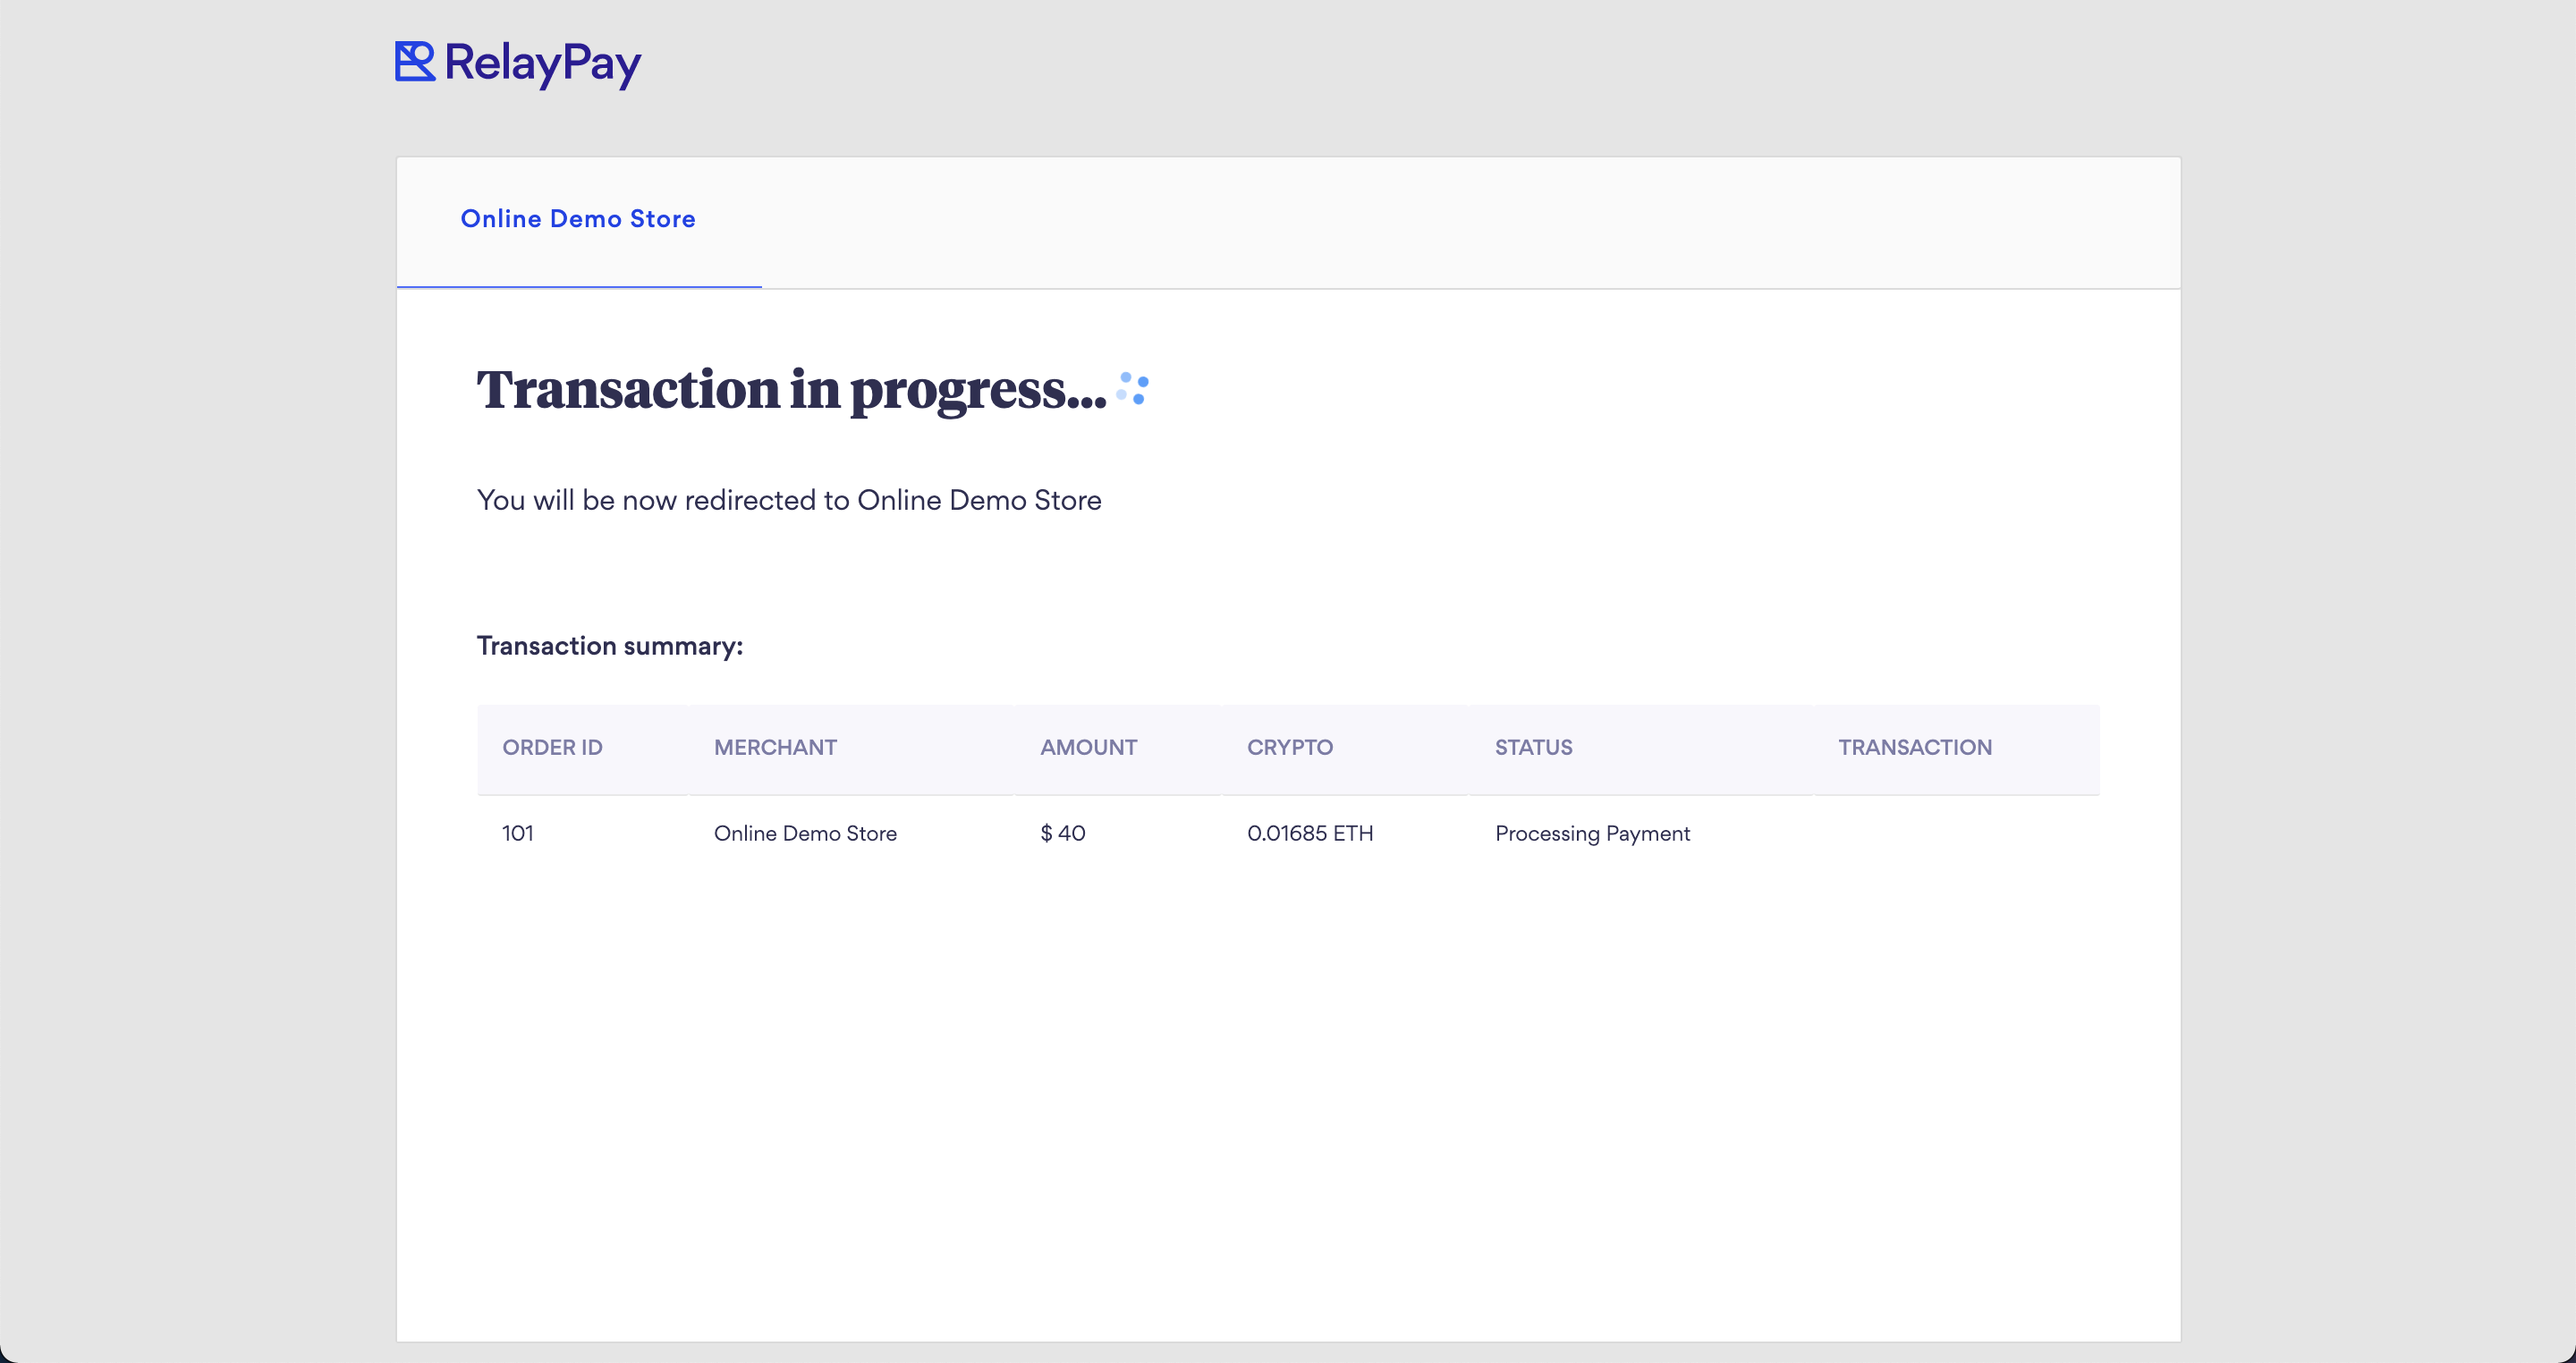 RelayPay
Online Demo Store
Transaction in progress...
You will be now redirected to Online Demo Store
Transaction summary:
ORDER ID MERCHANT AMOUNT CRYPTO STATUS TRANSACTION
101 Online Demo Store $ 40 0.01685 ETH Processing Payment